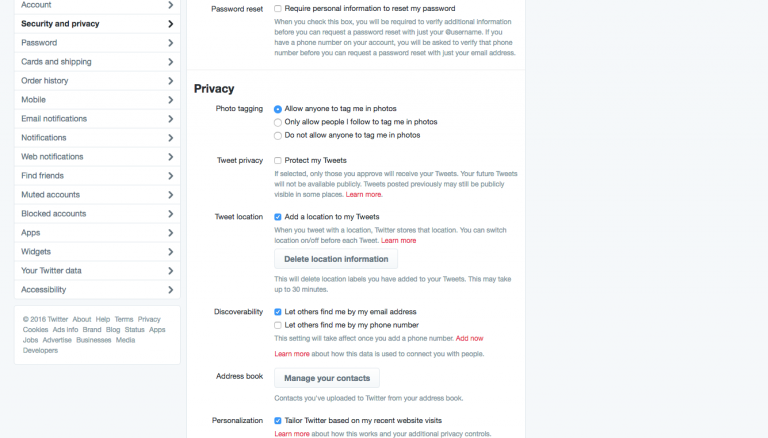 Account
Security and privacy
Password
Cards and shipping
Order history
Mobile
Email notifications
Notifications
Web notifications
Find friends
Muted accounts
Blocked accounts
Apps
Widgets
Your Twitter data
Accessibility
© 2016 Twitter About Help Terms Privacy
Cookies Ads info Brand Blog Status Apps
Jobs Advertise Businesses Media
Developers
Password reset
Require personal information to reset my password
When you check this box, you will be required to verify additional information
before you can request a password reset with just your @username. If you
have a phone number on your account, you will be asked to verify that phone
number before you can request a password reset with just your email address.
Privacy
Photo tagging
Allow anyone to tag me in photos
Only allow people I follow to tag me in photos
Do not allow anyone to tag me in photos
Tweet privacy
Protect my Tweets
If selected, only those you approve will receive your Tweets. Your future Tweets
will not be available publicly. Tweets posted previously may still be publicly
visible in some places. Learn more.
Tweet location
Add a location to my Tweets
When you tweet with a location, Twitter stores that location. You can switch
location on/off before each Tweet. Learn more
Delete location information
This will delete location labels you have added to your Tweets. This may take
up to 30 minutes.
Discoverability
Let others find me by my email address
Let others find me by my phone number
This setting will take affect once you add a phone number. Add now
Learn more about how this data is used to connect you with people.
Address book
Manage your contacts
Contacts you've uploaded to Twitter from your address book.
Personalization
Tailor Twitter based on my recent website visits
Learn more about how this works and your additional privacy controls.